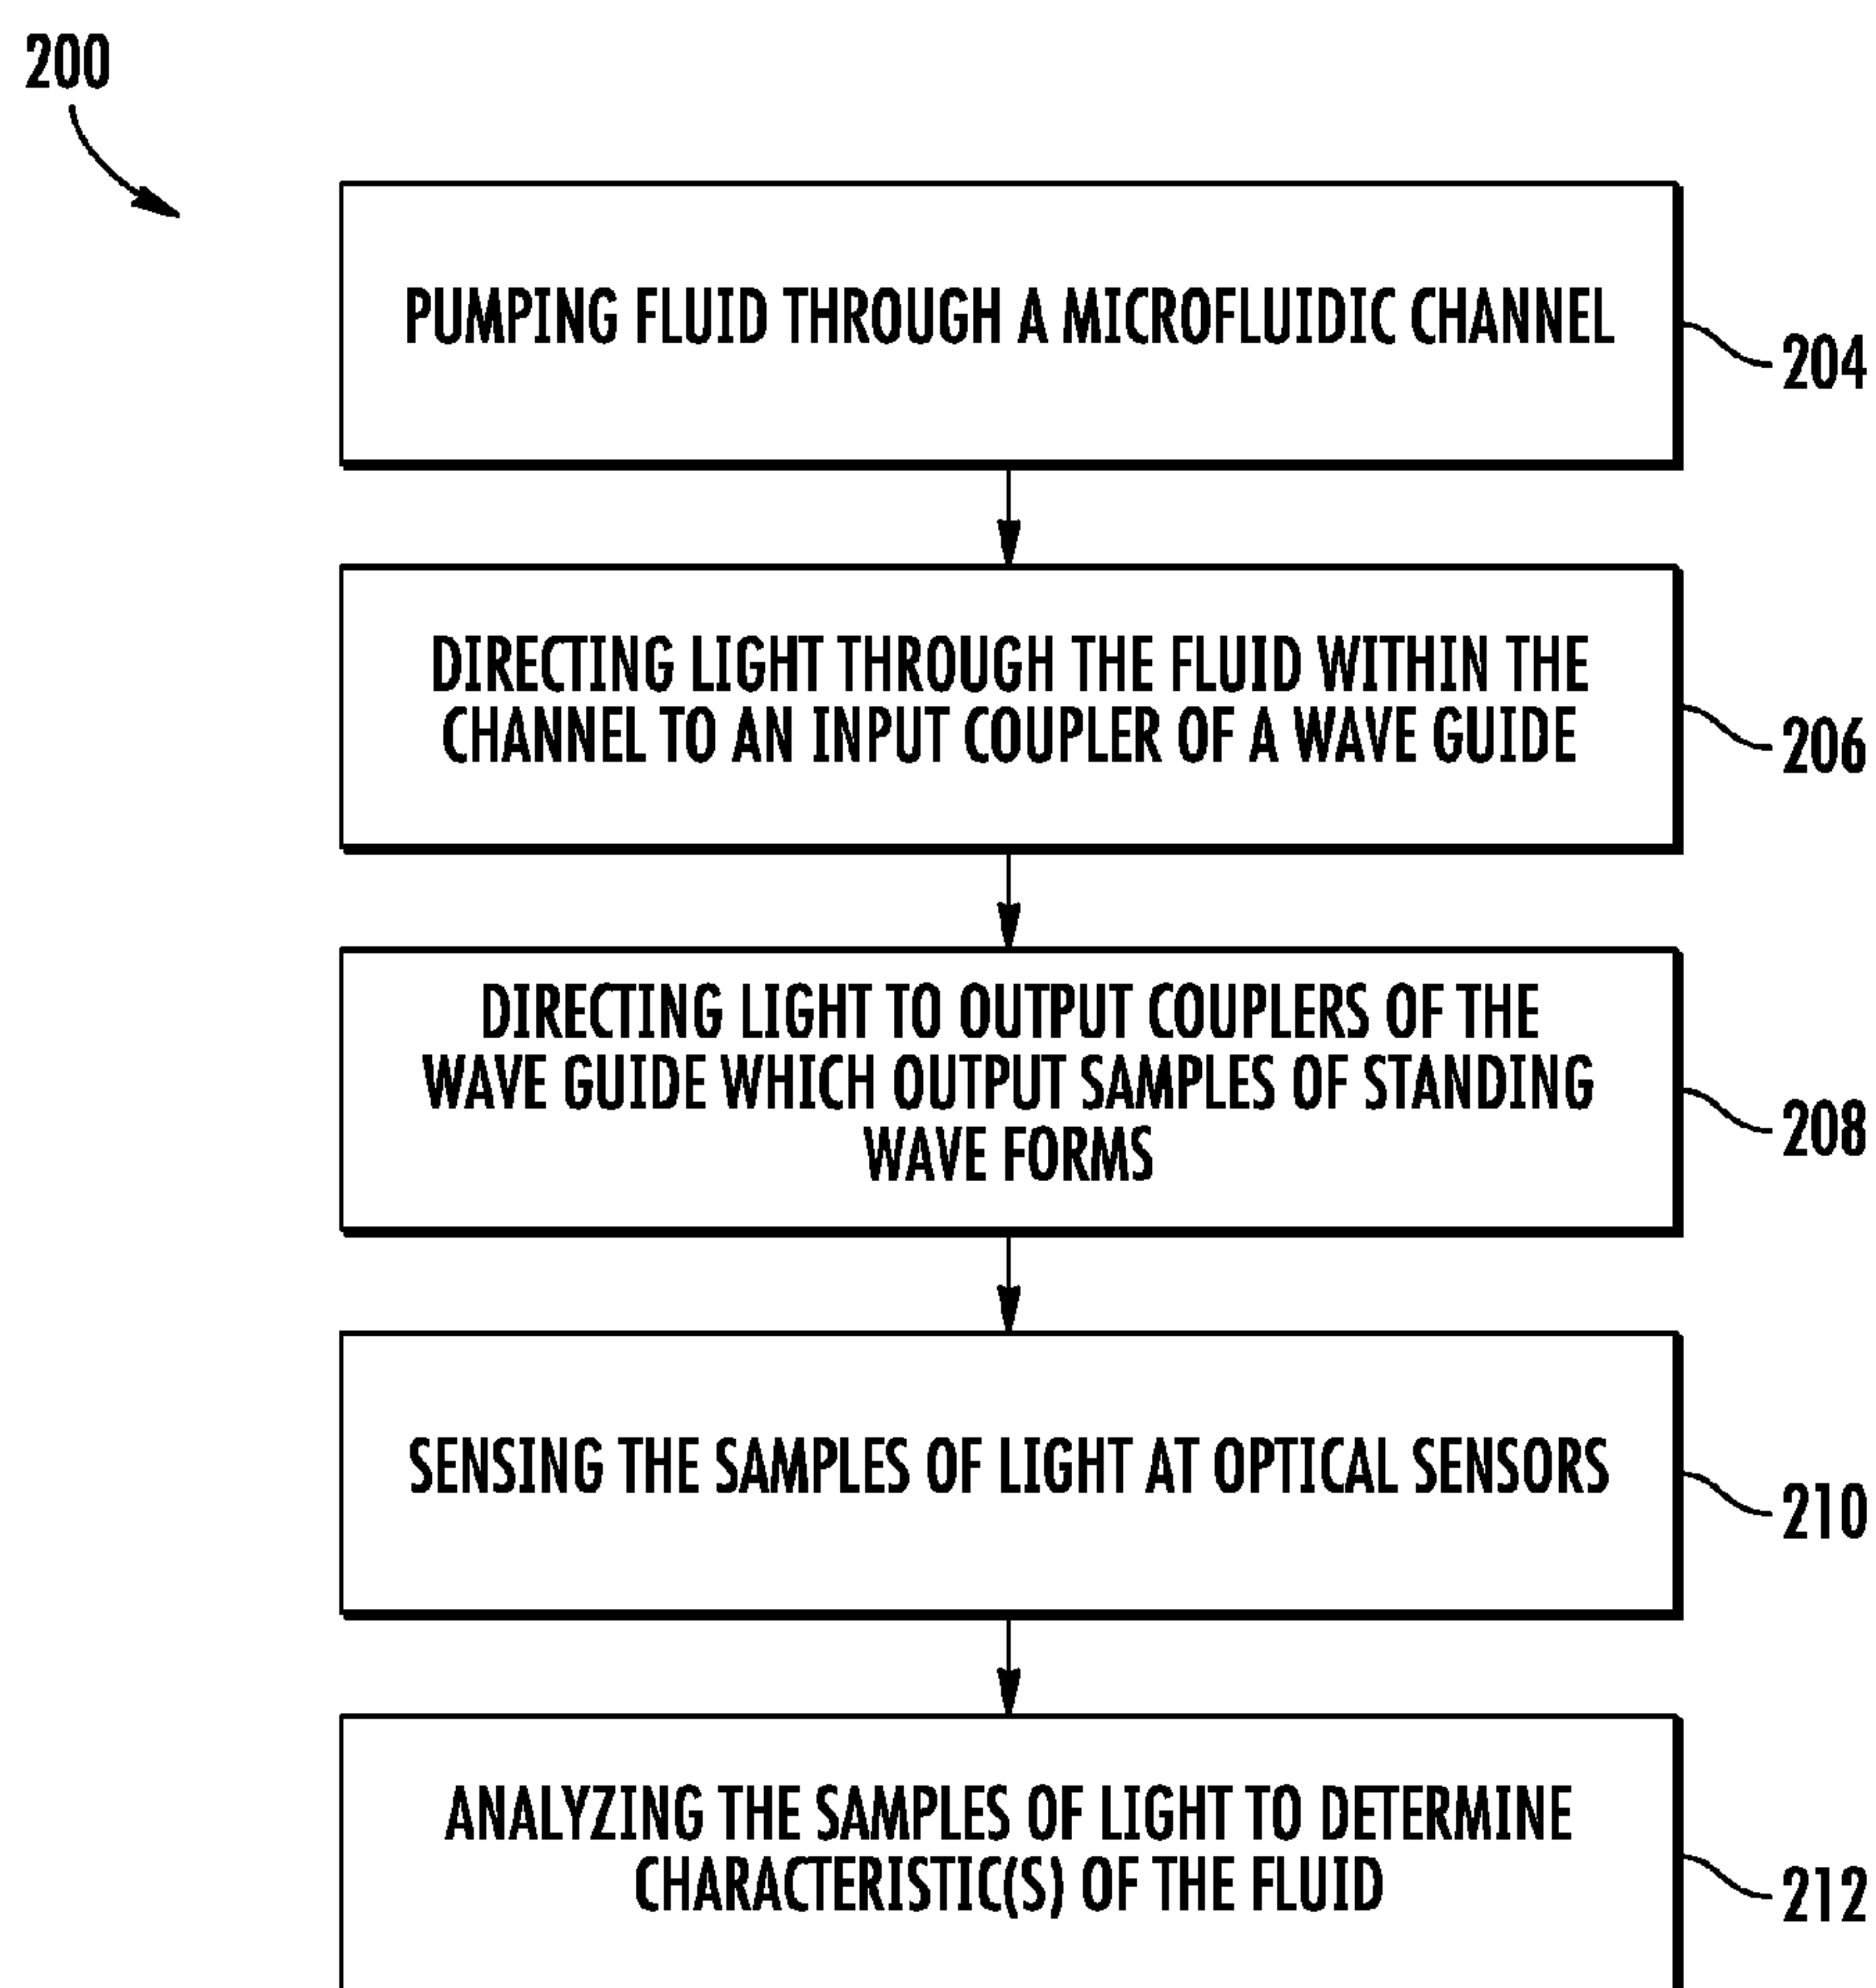 200
PUMPING FLUID THROUGH A MICROFLUIDIC CHANNEL
204
DIRECTING LIGHT THROUGH THE FLUID WITHIN THE
CHANNEL TO AN INPUT COUPLER OF A WAVE GUIDE
206
DIRECTING LIGHT TO OUTPUT COUPLERS OF THE
WAVE GUIDE WHICH OUTPUT SAMPLES OF STANDING
WAVE FORMS
208
SENSING THE SAMPLES OF LIGHT AT OPTICAL SENSORS
210
ANALYZING THE SAMPLES OF LIGHT TO DETERMINE
CHARACTERISTIC(S) OF THE FLUID
212